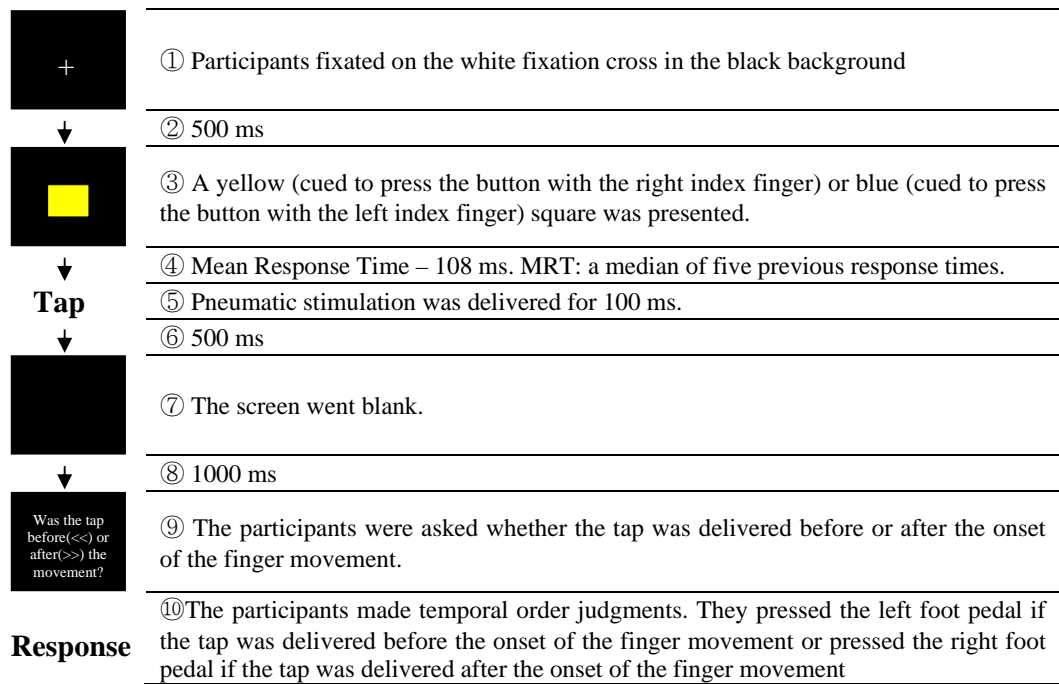 +
① Participants fixated on the white fixation cross in the black background
② 500 ms
③ A yellow (cued to press the button with the right index finger) or blue (cued to press
the button with the left index finger) square was presented.
④ Mean Response Time – 108 ms. MRT: a median of five previous response times.
Tap
⑤ Pneumatic stimulation was delivered for 100 ms.
⑥ 500 ms
⑦ The screen went blank.
⑧ 1000 ms
Was the tap
before(<<) or
after(>>) the
movement?
⑨ The participants were asked whether the tap was delivered before or after the onset
of the finger movement.
Response
⑩The participants made temporal order judgments. They pressed the left foot pedal if
the tap was delivered before the onset of the finger movement or pressed the right foot
pedal if the tap was delivered after the onset of the finger movement